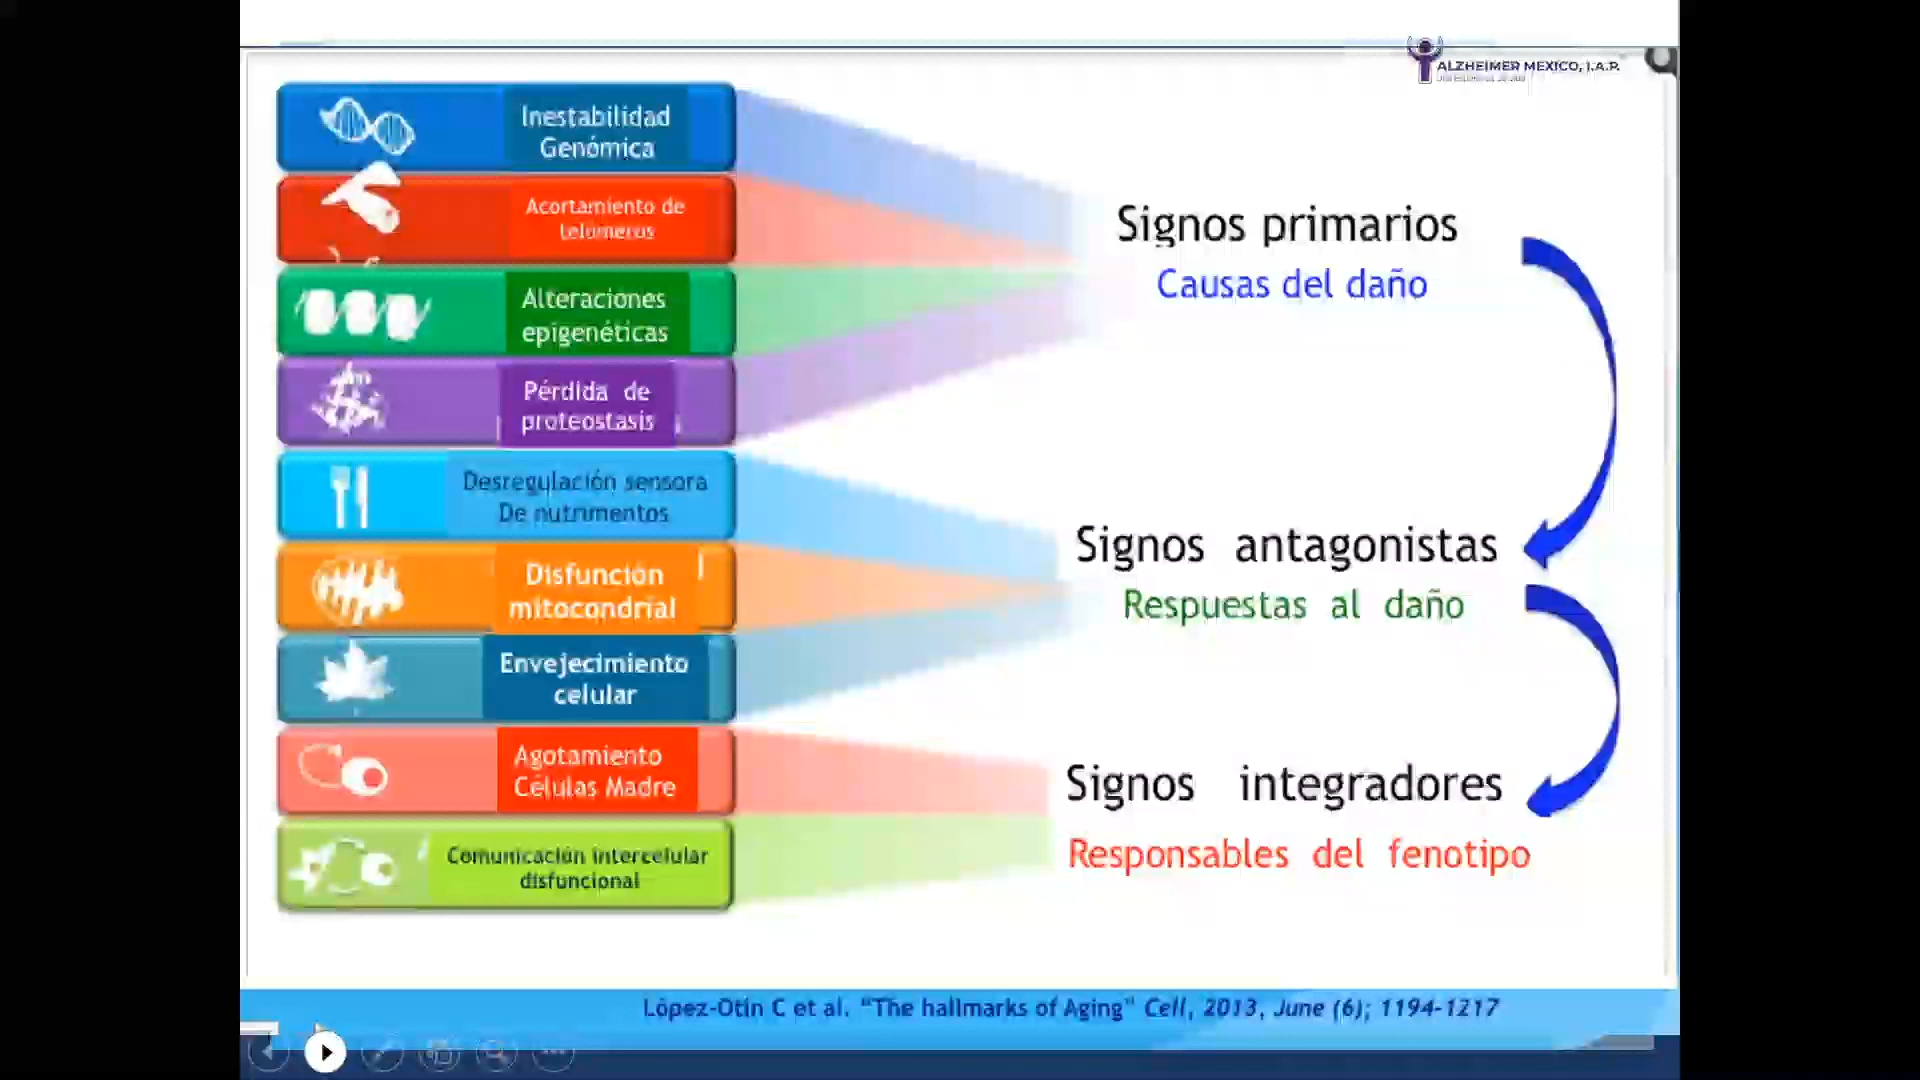 ALZHEIMER MEXICO, I.A.P.
Inestabilidad
Genómica
Acortamiento de
telómeros
Alteraciones
epigenéticas
Pérdida de
proteostasis
Desregulación sensora
De nutrimentos
Disfunción
mitocondrial
Envejecimiento
celular
Agotamiento
Células Madre
Comunicación intercelular
disfuncional
Signos primarios
Causas del daño
Signos antagonistas
Respuestas al daño
Signos integradores
Responsables del fenotipo
López-Otín C et al. "The hallmarks of Aging" Cell, 2013, June (6); 1194-1217